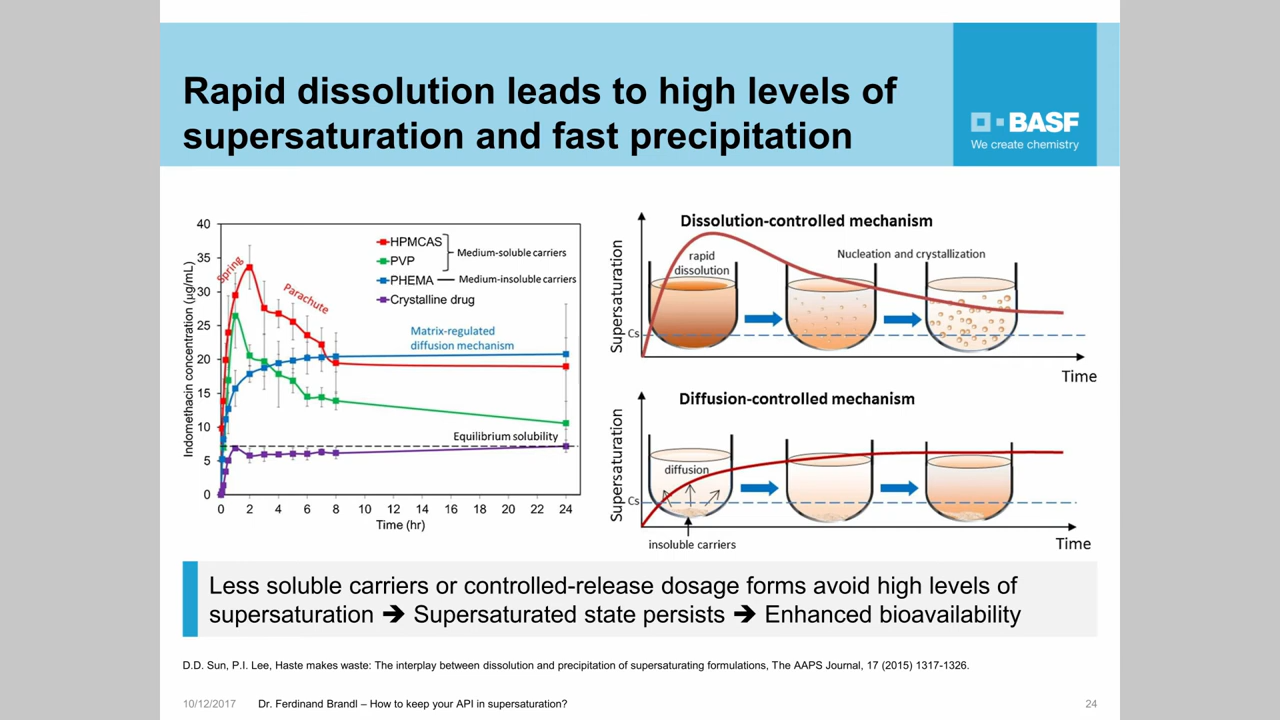 Rapid dissolution leads to high levels of
supersaturation and fast precipitation
BASF
We create chemistry
Indomethacin concentration (µg/mL)
40
35
30
25
20
15
10
5
0
0 2 4 6 8 10 12 14 16 18 20 22 24
Time (hr)
Spring
Parachute
HPMCAS
PVP
Medium-soluble carriers
PHEMA
Medium-insoluble carriers
Crystalline drug
Matrix-regulated
diffusion mechanism
Equilibrium solubility
Dissolution-controlled mechanism
Supersaturation
rapid
dissolution
Nucleation and crystallization
Cs
Time
Diffusion-controlled mechanism
Supersaturation
diffusion
Cs
insoluble carriers
Time
Less soluble carriers or controlled-release dosage forms avoid high levels of
supersaturation ➔ Supersaturated state persists ➔ Enhanced bioavailability
D.D. Sun, P.I. Lee, Haste makes waste: The interplay between dissolution and precipitation of supersaturating formulations, The AAPS Journal, 17 (2015) 1317-1326.
10/12/2017 Dr. Ferdinand Brandl – How to keep your API in supersaturation? 24